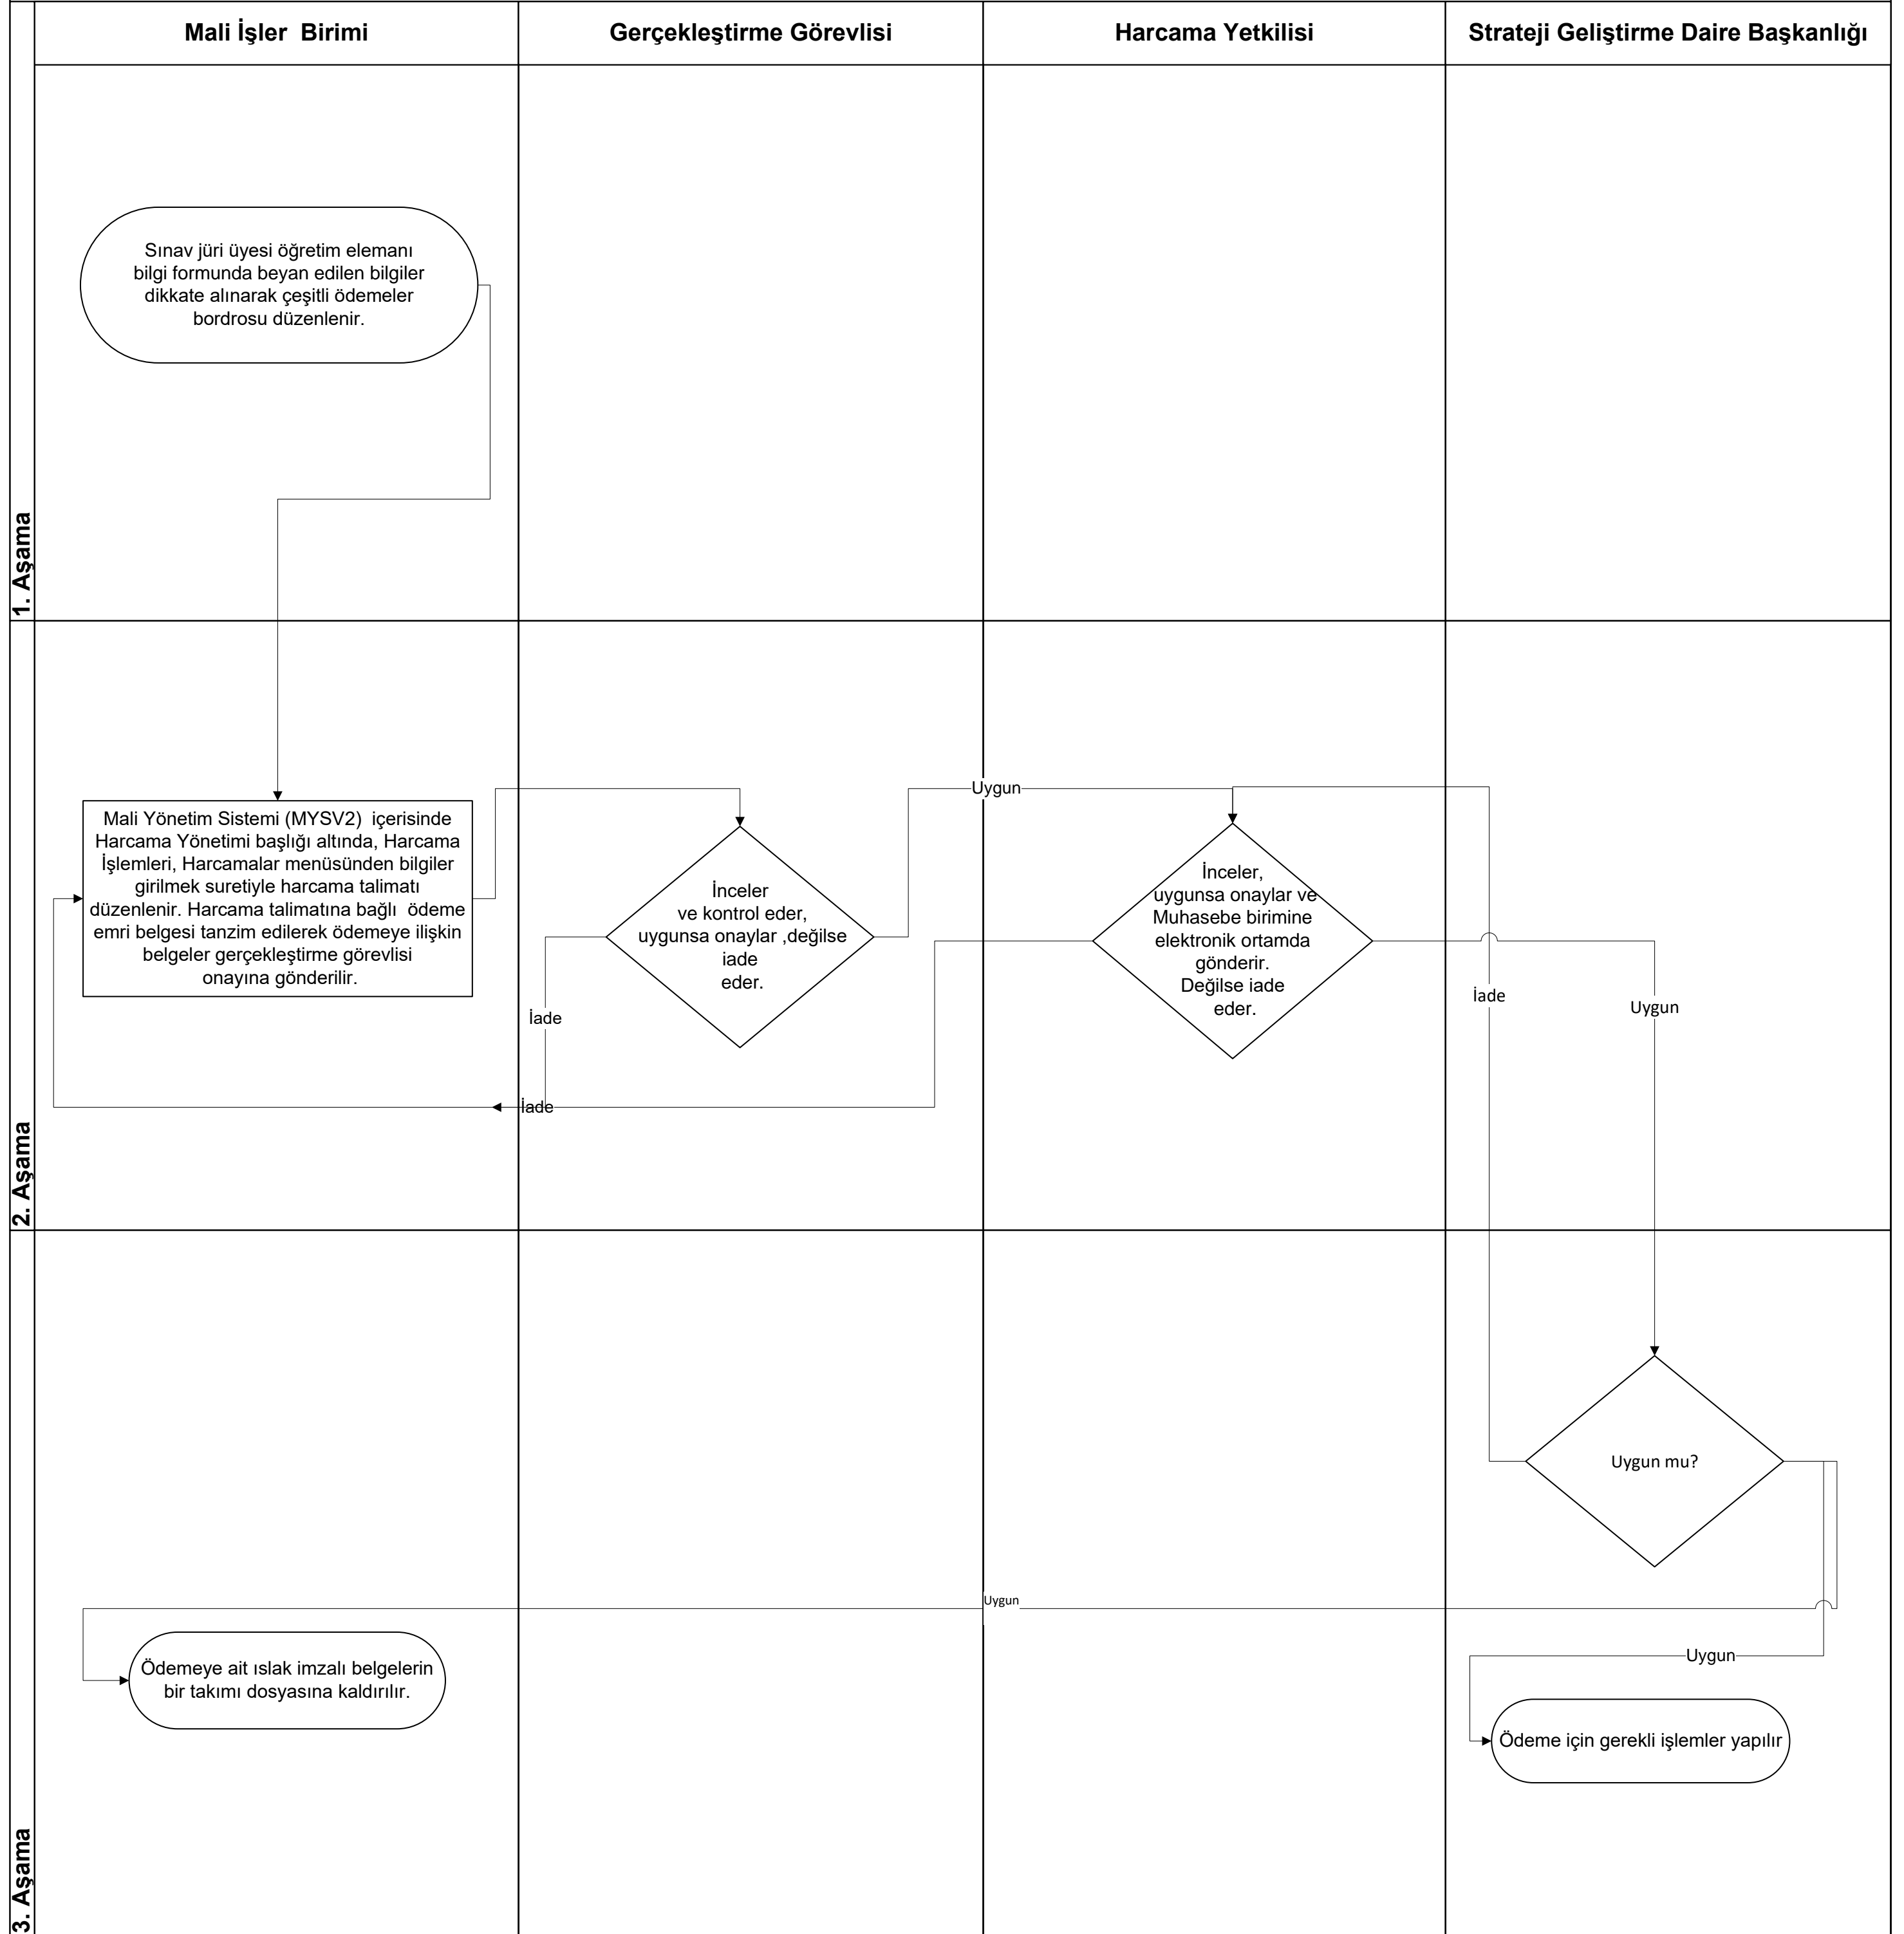 Mali İşler  Birimi
Gerçekleştirme Görevlisi
Harcama Yetkilisi
Strateji Geliştirme Daire Başkanlığı
1. Aşama
Sınav jüri üyesi öğretim elemanı
bilgi formunda beyan edilen bilgiler
dikkate alınarak çeşitli ödemeler
bordrosu düzenlenir.
2. Aşama
Mali Yönetim Sistemi (MYSV2)  içerisinde
Harcama Yönetimi başlığı altında, Harcama
İşlemleri, Harcamalar menüsünden bilgiler
girilmek suretiyle harcama talimatı
düzenlenir. Harcama talimatına bağlı  ödeme
emri belgesi tanzim edilerek ödemeye ilişkin
belgeler gerçekleştirme görevlisi
onayına gönderilir.
İnceler
ve kontrol eder,
uygunsa onaylar ,değilse
iade
eder.
İade
İade
Uygun
İnceler,
uygunsa onaylar ve
Muhasebe birimine
elektronik ortamda
gönderir.
Değilse iade
eder.
İade
Uygun
3. Aşama
Uygun mu?
Uygun
Uygun
Ödemeye ait ıslak imzalı belgelerin
bir takımı dosyasına kaldırılır.
Ödeme için gerekli işlemler yapılır